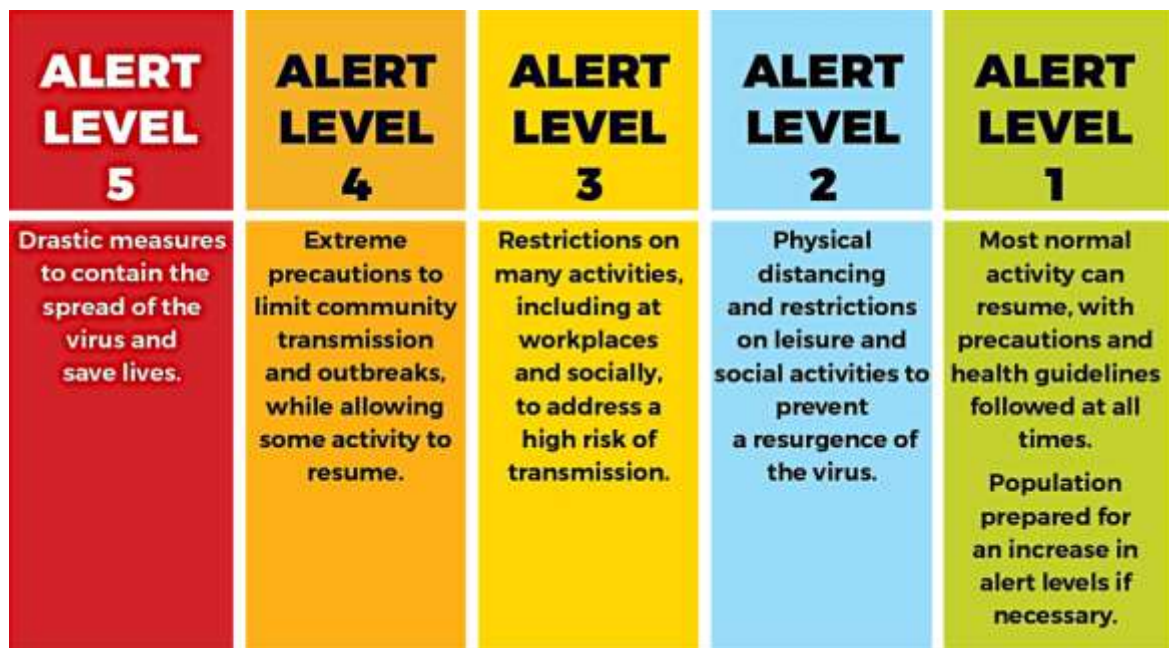 ALERT
LEVEL
5
Drastic measures
to contain the
spread of the
virus and
save lives.
ALERT
LEVEL
4
Extreme
precautions to
limit community
transmission
and outbreaks,
while allowing
some activity to
resume.
ALERT
LEVEL
3
Restrictions on
many activities,
including at
workplaces
and socially,
to address a
high risk of
transmission.
ALERT
LEVEL
2
Physical
distancing
and restrictions
on leisure and
social activities to
prevent
a resurgence of
the virus.
ALERT
LEVEL
1
Most normal
activity can
resume, with
precautions and
health guidelines
followed at all
times.
Population
prepared for
an increase in
alert levels if
necessary.